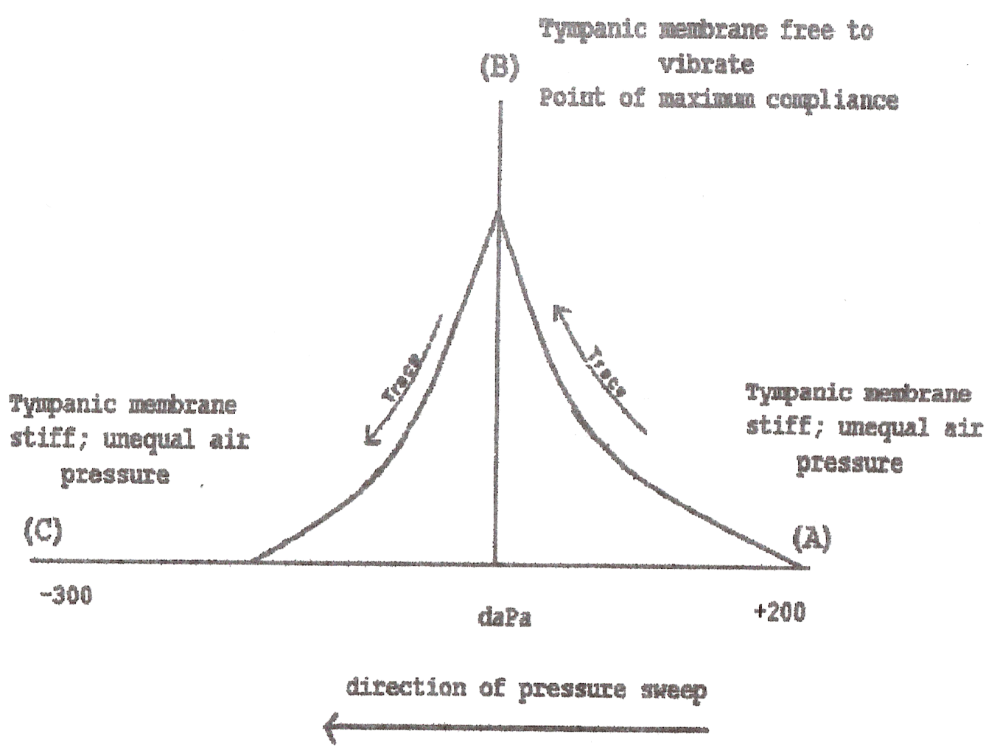 Tympanic membrane free to
vibrate
(B)
Point of maximum compliance
Trace
Trace
Tympanic membrane
stiff; unequal air
pressure
Tympanic membrane
stiff; unequal air
pressure
(C)
(A)
-300
daPa
+200
direction of pressure sweep